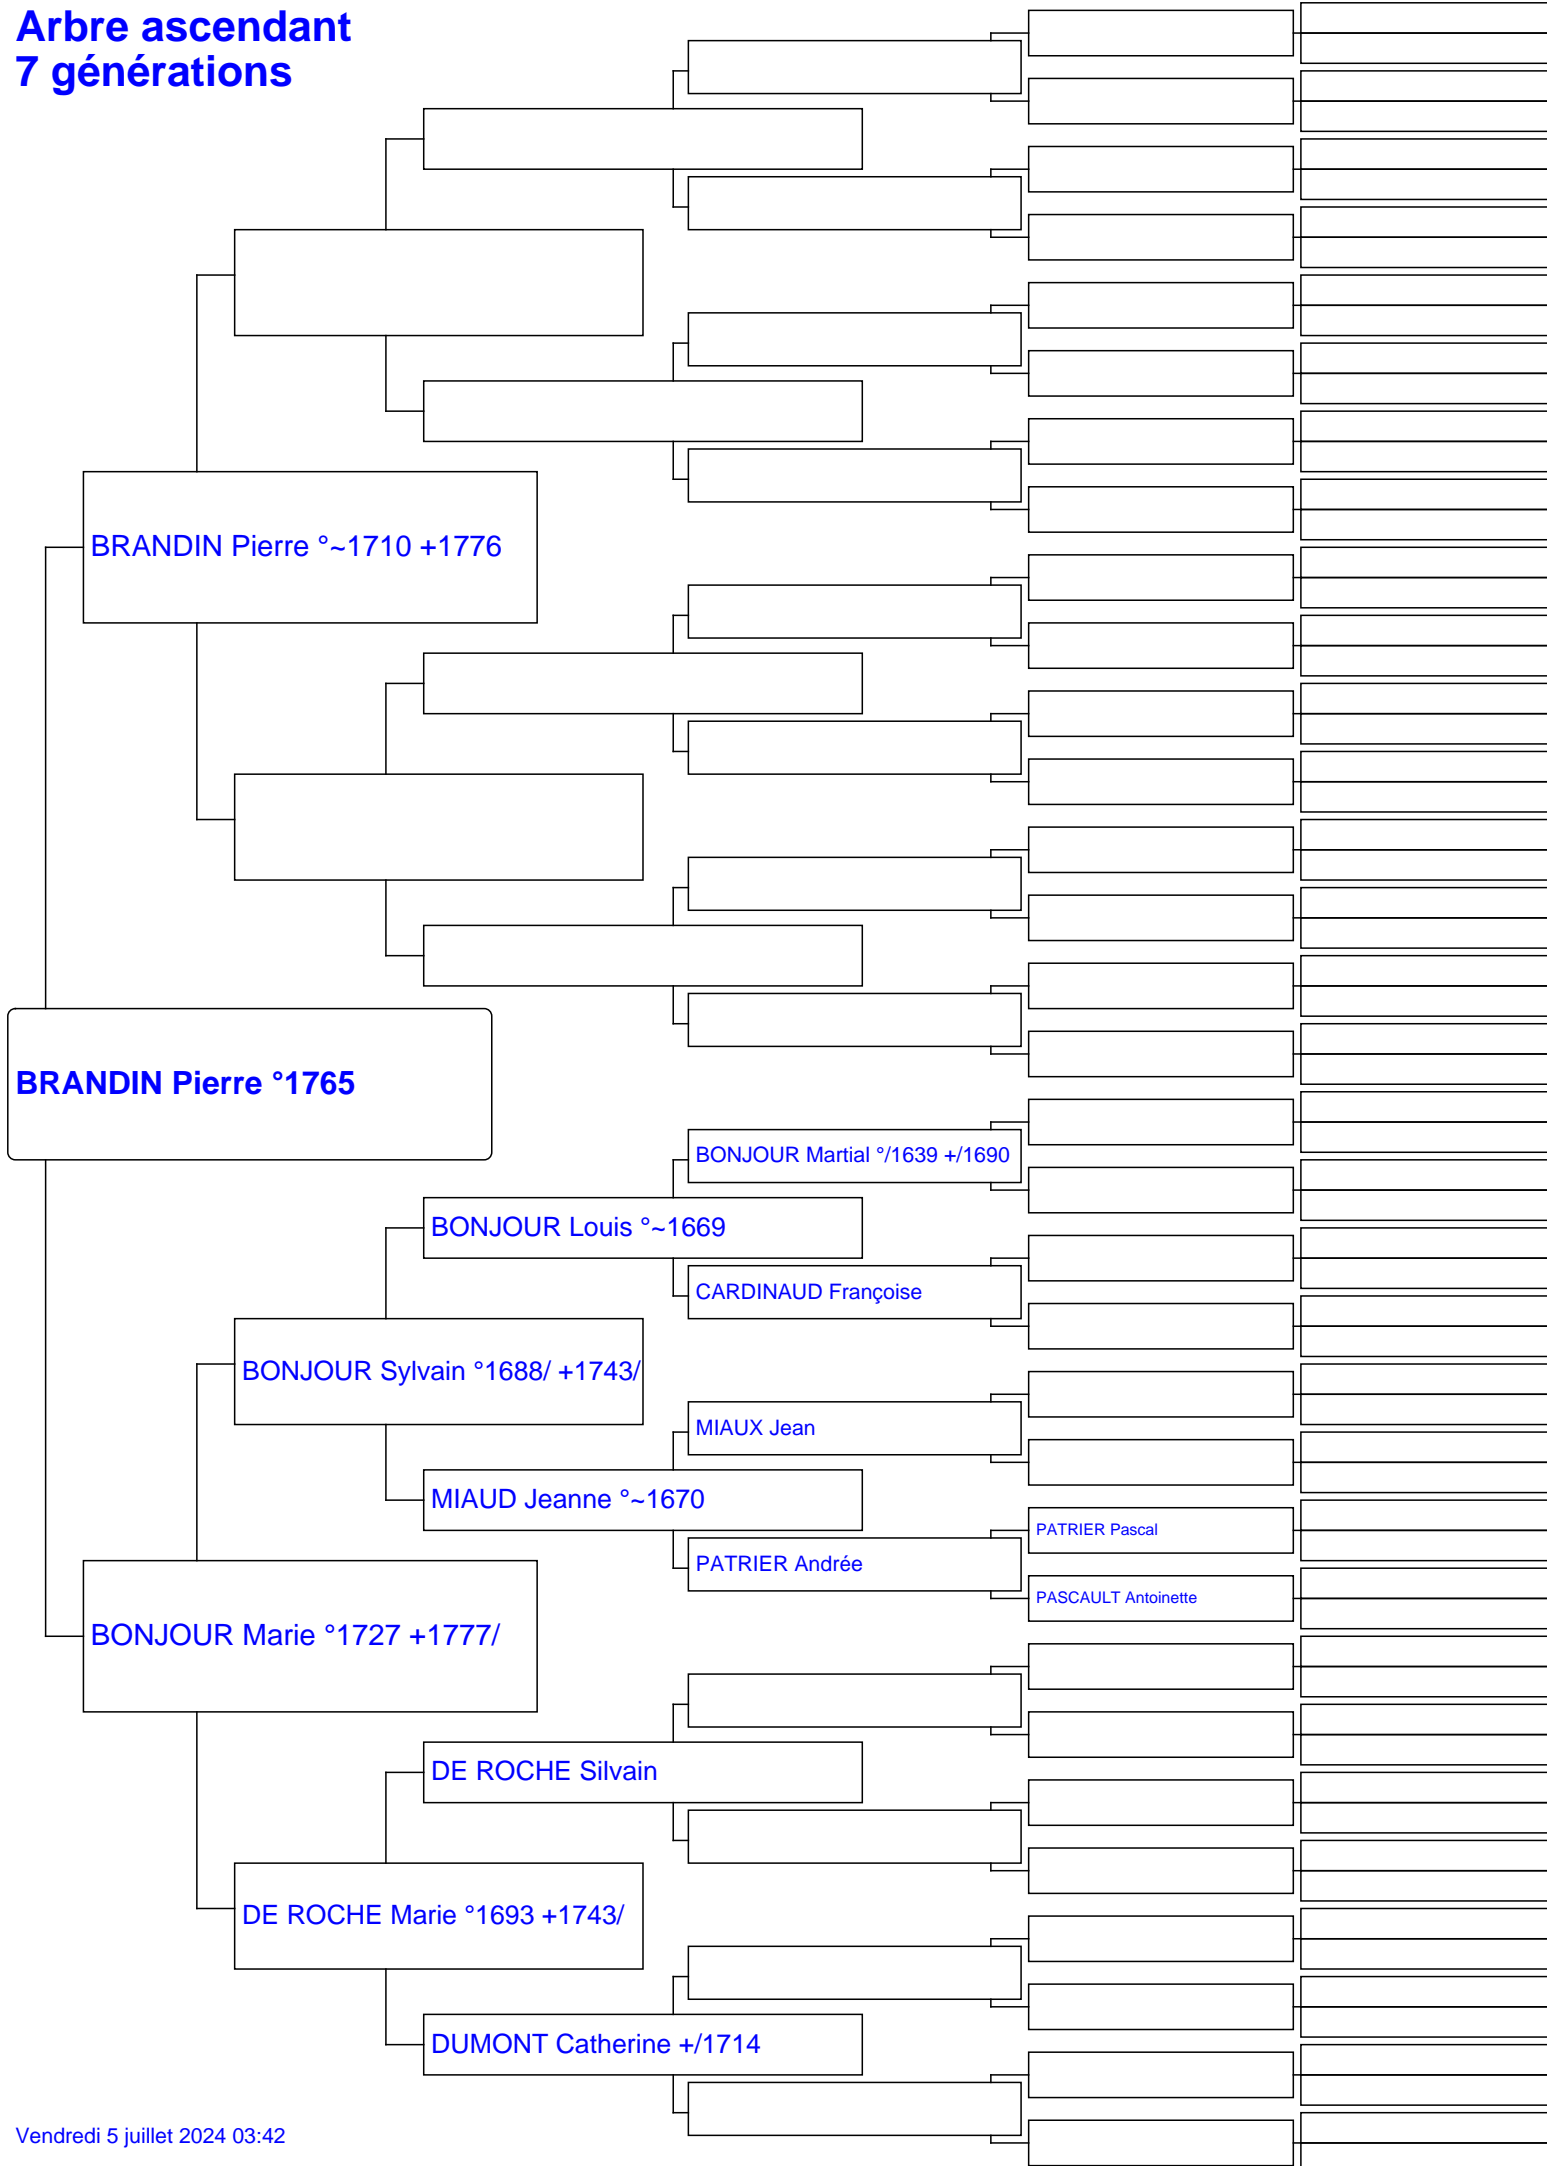 Arbre ascendant
7 générations
BRANDIN Pierre °~1710 +1776
BRANDIN Pierre °1765
BONJOUR Martial °/1639 +/1690
BONJOUR Louis °~1669
CARDINAUD Françoise
BONJOUR Sylvain °1688/ +1743/
MIAUX Jean
MIAUD Jeanne °~1670
PATRIER Pascal
PATRIER Andrée
PASCAULT Antoinette
BONJOUR Marie °1727 +1777/
DE ROCHE Silvain
DE ROCHE Marie °1693 +1743/
DUMONT Catherine +/1714
Vendredi 5 juillet 2024 03:42